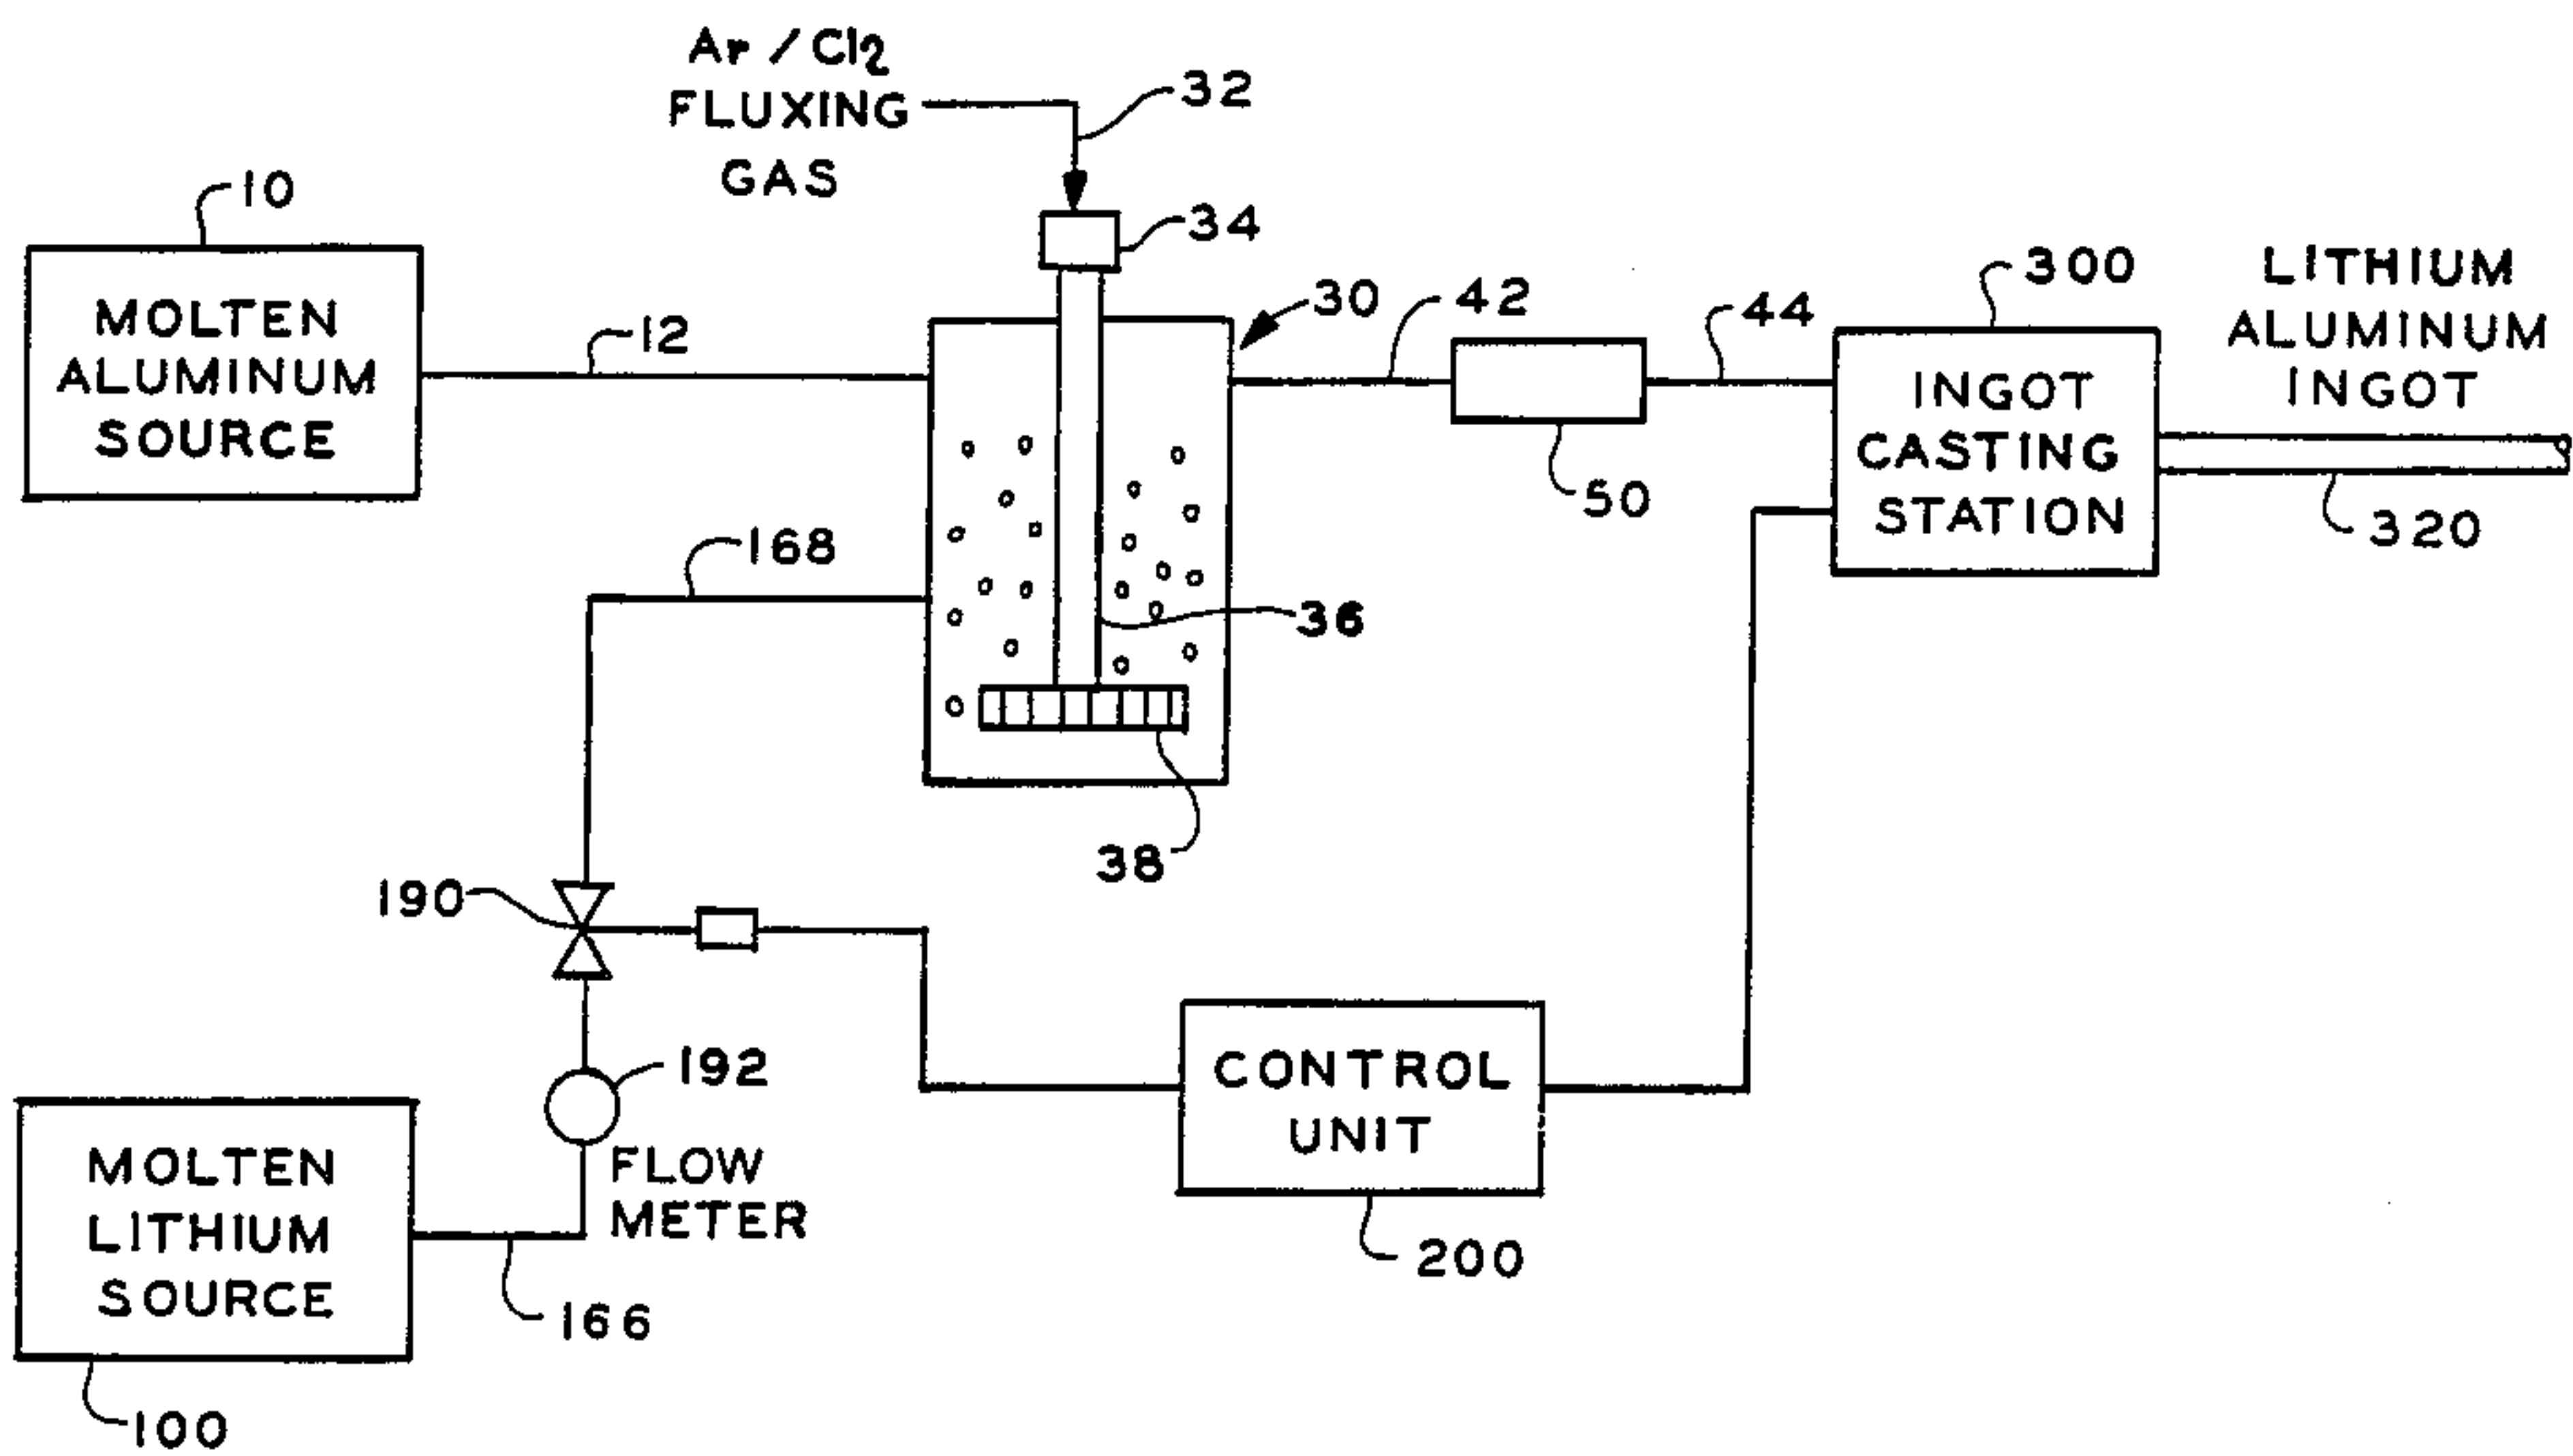 Ar / Cl2
FLUXING
GAS
32
34
10
MOLTEN
ALUMINUM
SOURCE
12
30
42
44
50
300
INGOT
CASTING
STATION
LITHIUM
ALUMINUM
INGOT
320
168
36
38
190
192
FLOW
METER
CONTROL
UNIT
200
MOLTEN
LITHIUM
SOURCE
166
100